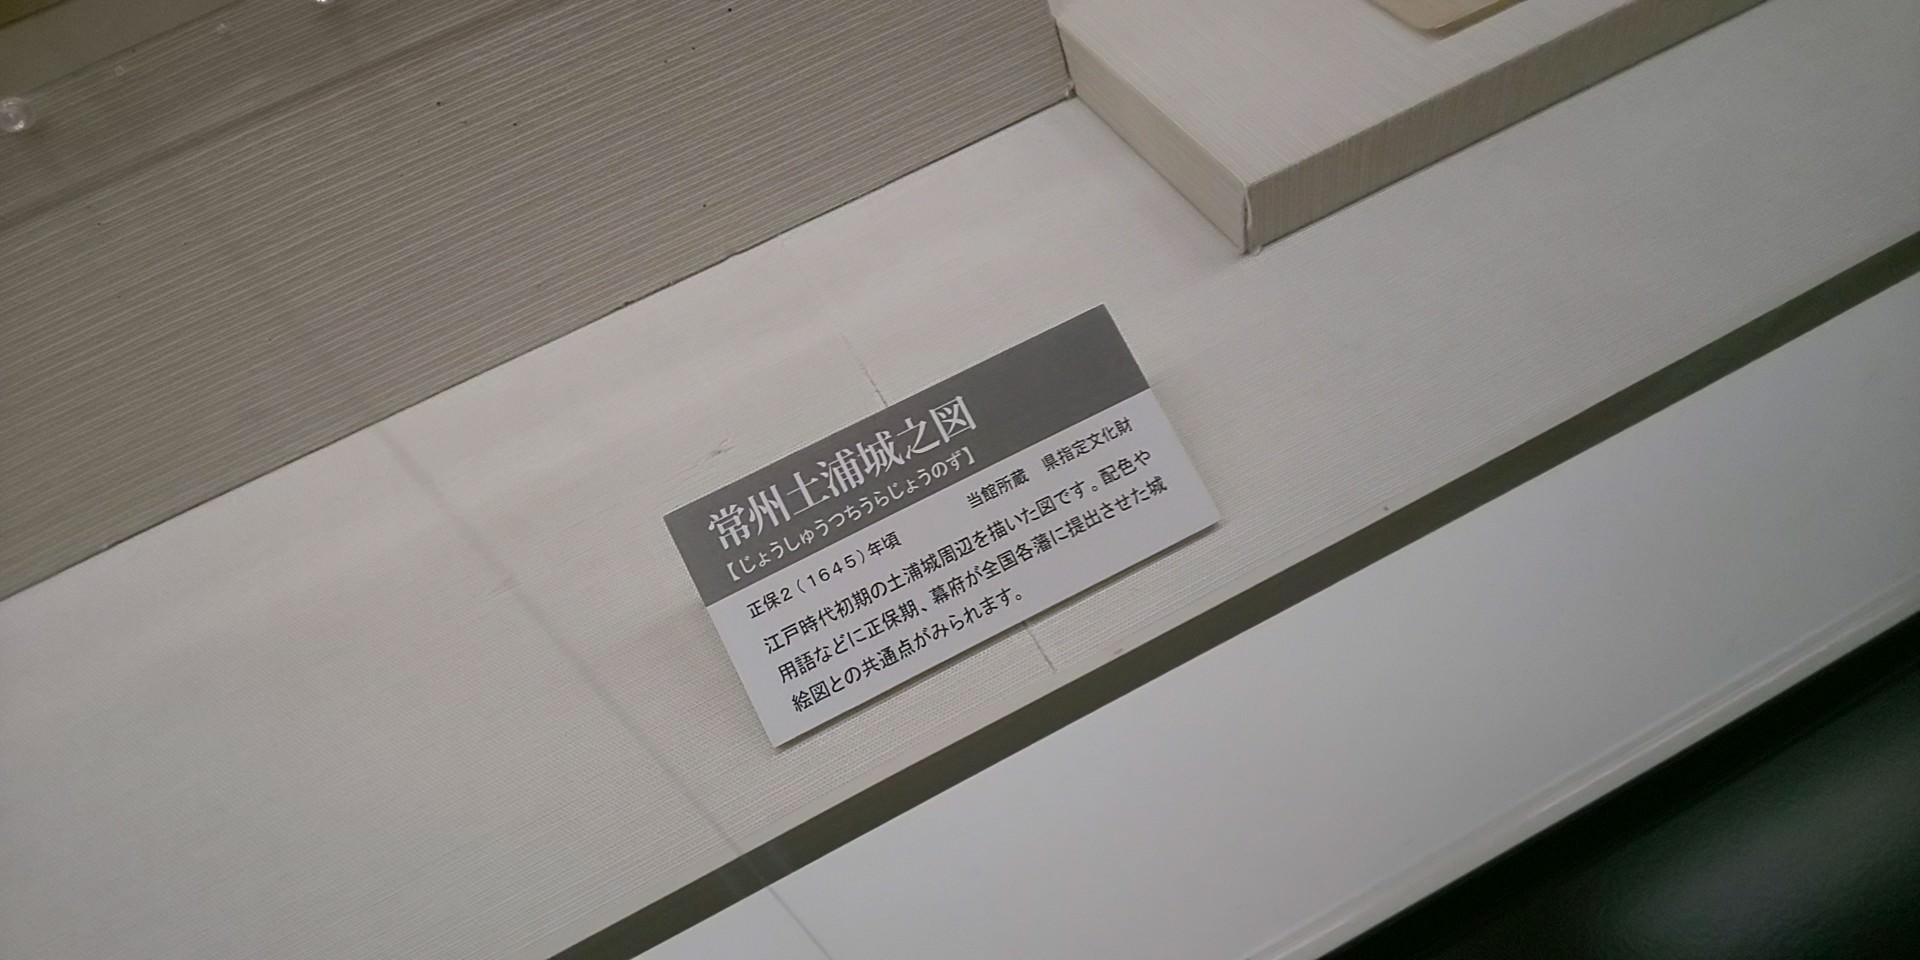 常州土浦城之図
【じょうしゅうつちうらじょうのず】
正保2(1645)年頃　当館所蔵　県指定文化財
江戸時代初期の土浦城周辺を描いた図です。配色や
用語などに正保期、幕府が全国各藩に提出させた城
絵図との共通点がみられます。